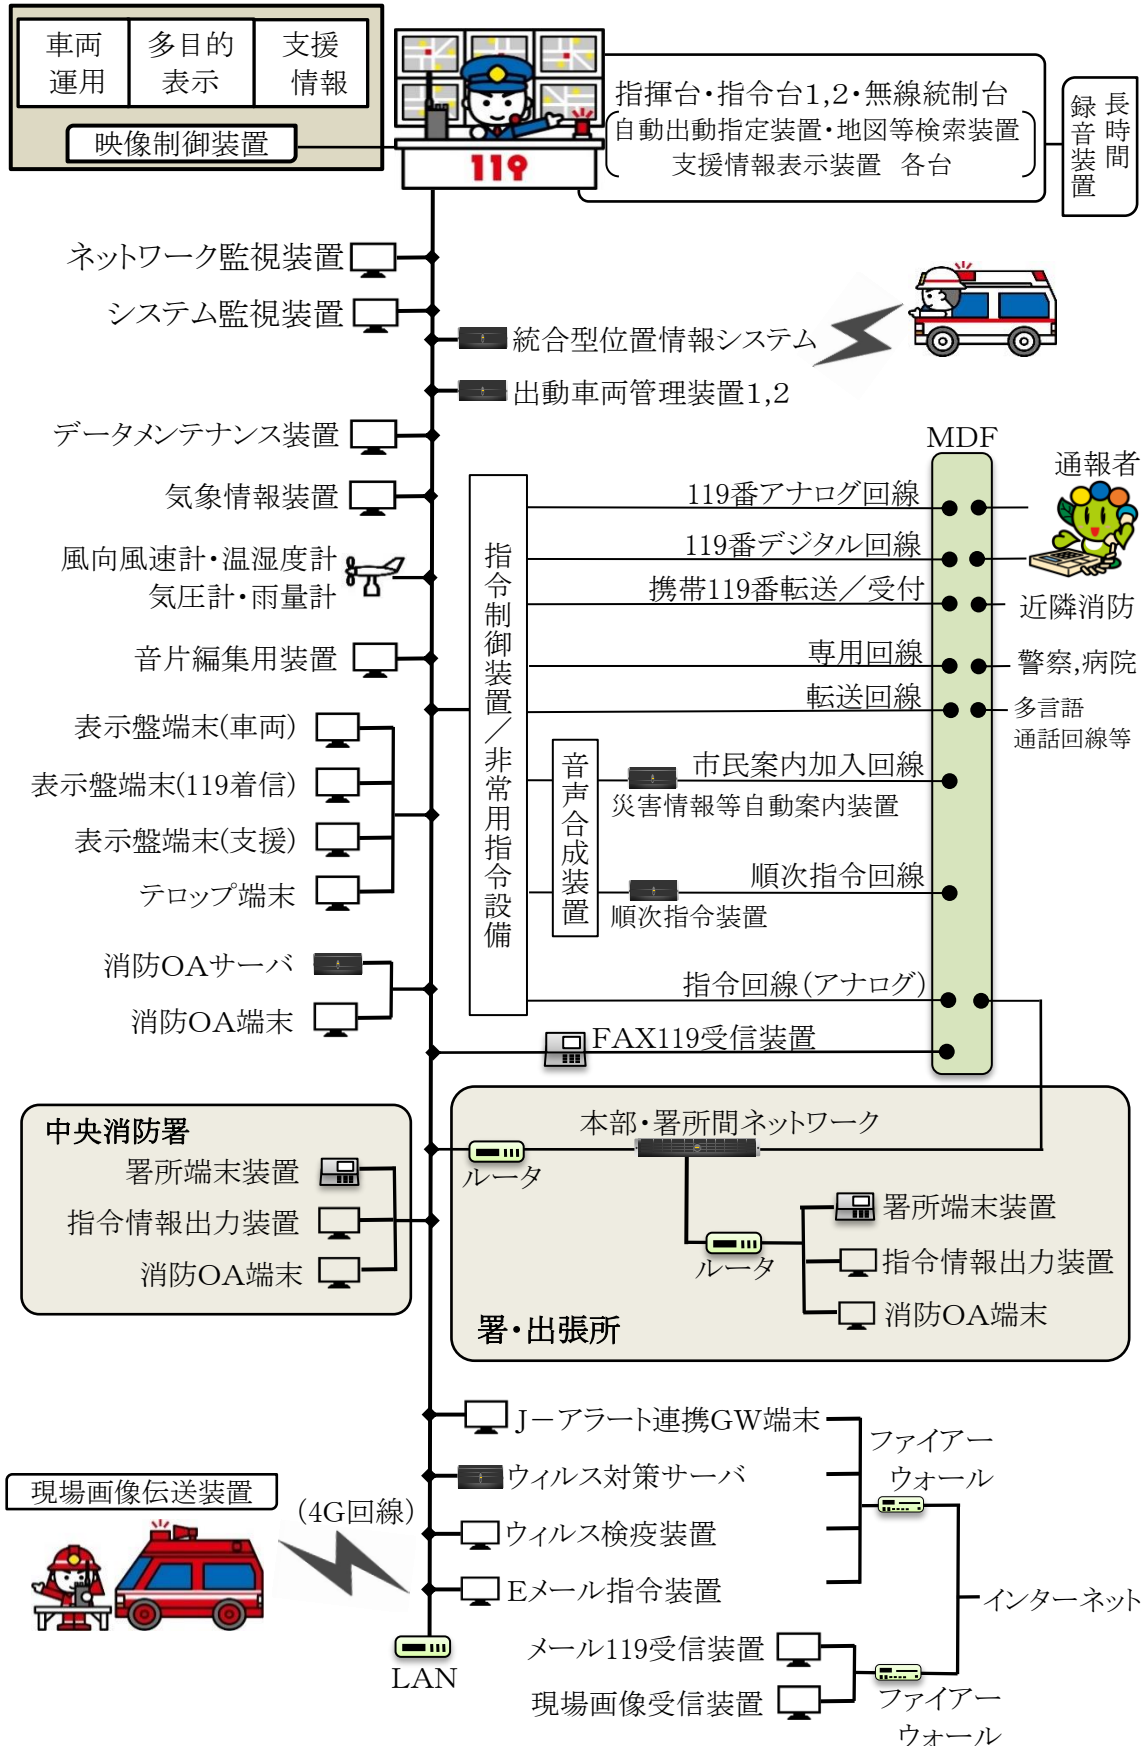 車両
運用
多目的
表示
支援
情報
映像制御装置
119
指揮台・指令台1,2・無線統制台
自動出動指定装置・地図等検索装置
支援情報表示装置 各台
長時間
録音装置
ネットワーク監視装置
システム監視装置
統合型位置情報システム
出動車両管理装置1,2
データメンテナンス装置
気象情報装置
風向風速計・温湿度計
気圧計・雨量計
音片編集用装置
表示盤端末(車両)
表示盤端末(119着信)
表示盤端末(支援)
テロップ端末
消防OAサーバ
消防OA端末
指令制御装置/非常用指令設備
MDF
通報者
119番アナログ回線
119番デジタル回線
携帯119番転送/受付
近隣消防
専用回線
警察,病院
転送回線
多言語
通話回線等
音声合成装置
市民案内加入回線
災害情報等自動案内装置
順次指令回線
順次指令装置
指令回線(アナログ)
FAX119受信装置
中央消防署
署所端末装置
指令情報出力装置
消防OA端末
本部・署所間ネットワーク
ルータ
ルータ
署所端末装置
指令情報出力装置
消防OA端末
署・出張所
J-アラート連携GW端末
ウィルス対策サーバ
ウィルス検疫装置
Eメール指令装置
ファイアー
ウォール
現場画像伝送装置
(4G回線)
インターネット
LAN
メール119受信装置
現場画像受信装置
ファイアー
ウォール